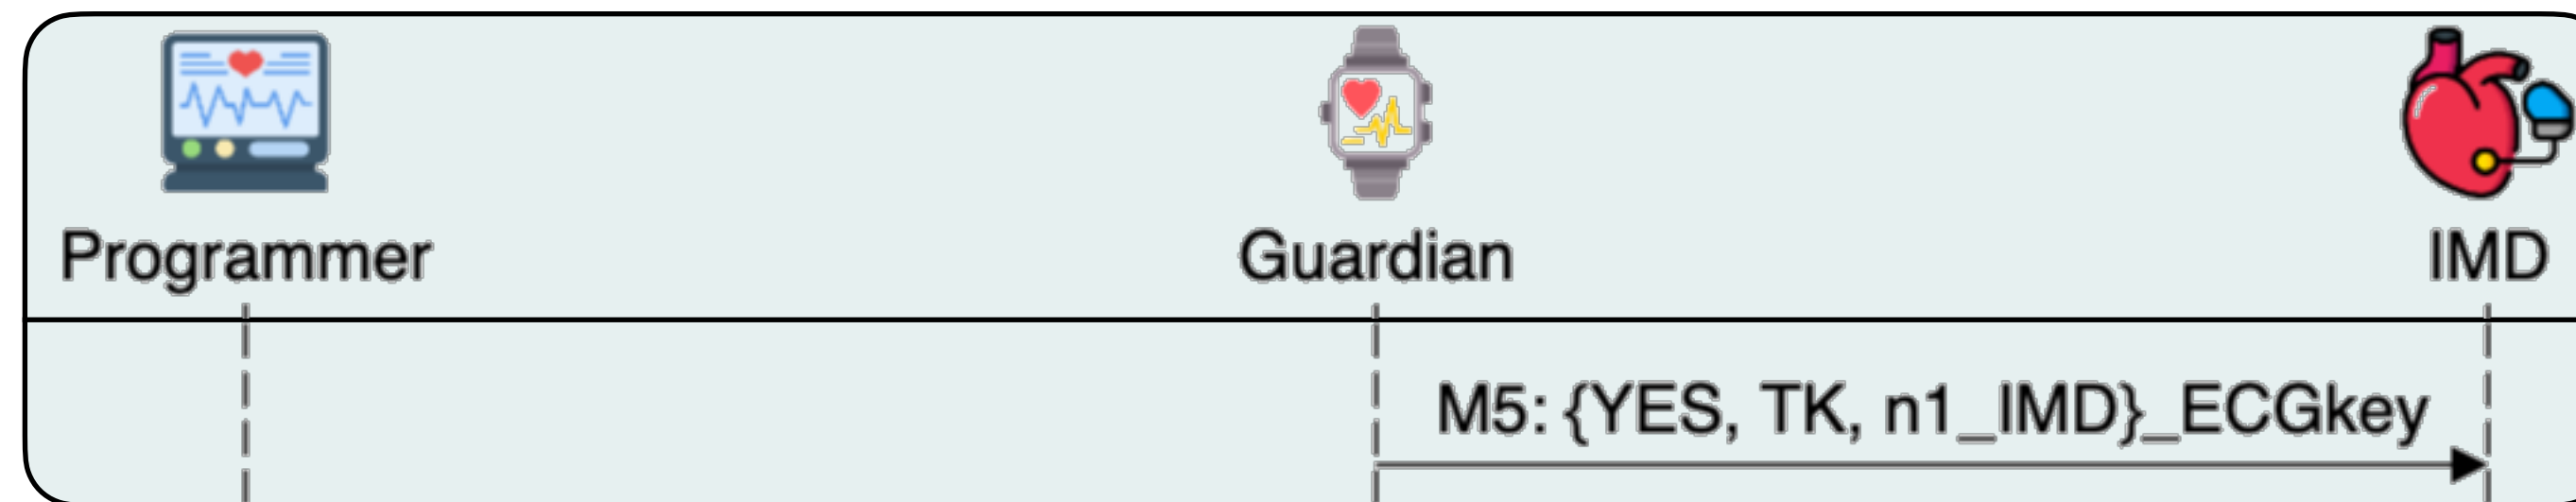 Programmer
Guardian
IMD
M5: {YES, TK, n1_IMD}_ECGkey